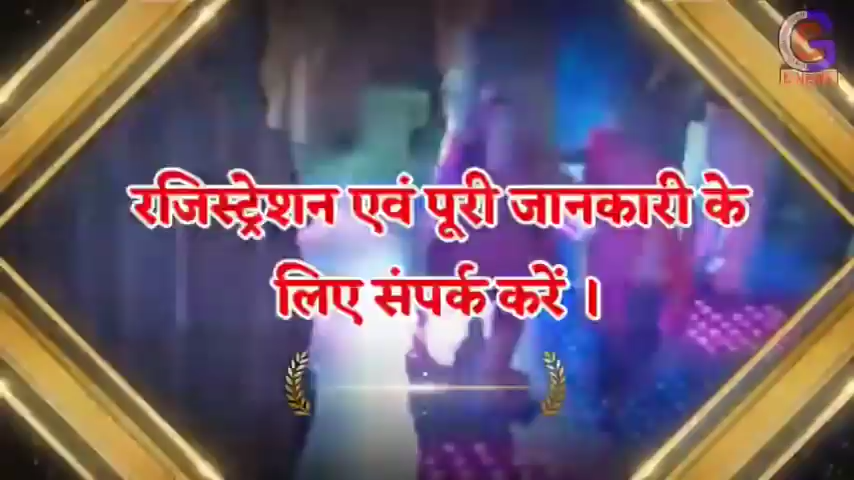 रजिस्ट्रेशन एवं पूरी जानकारी के
लिए संपर्क करें ।